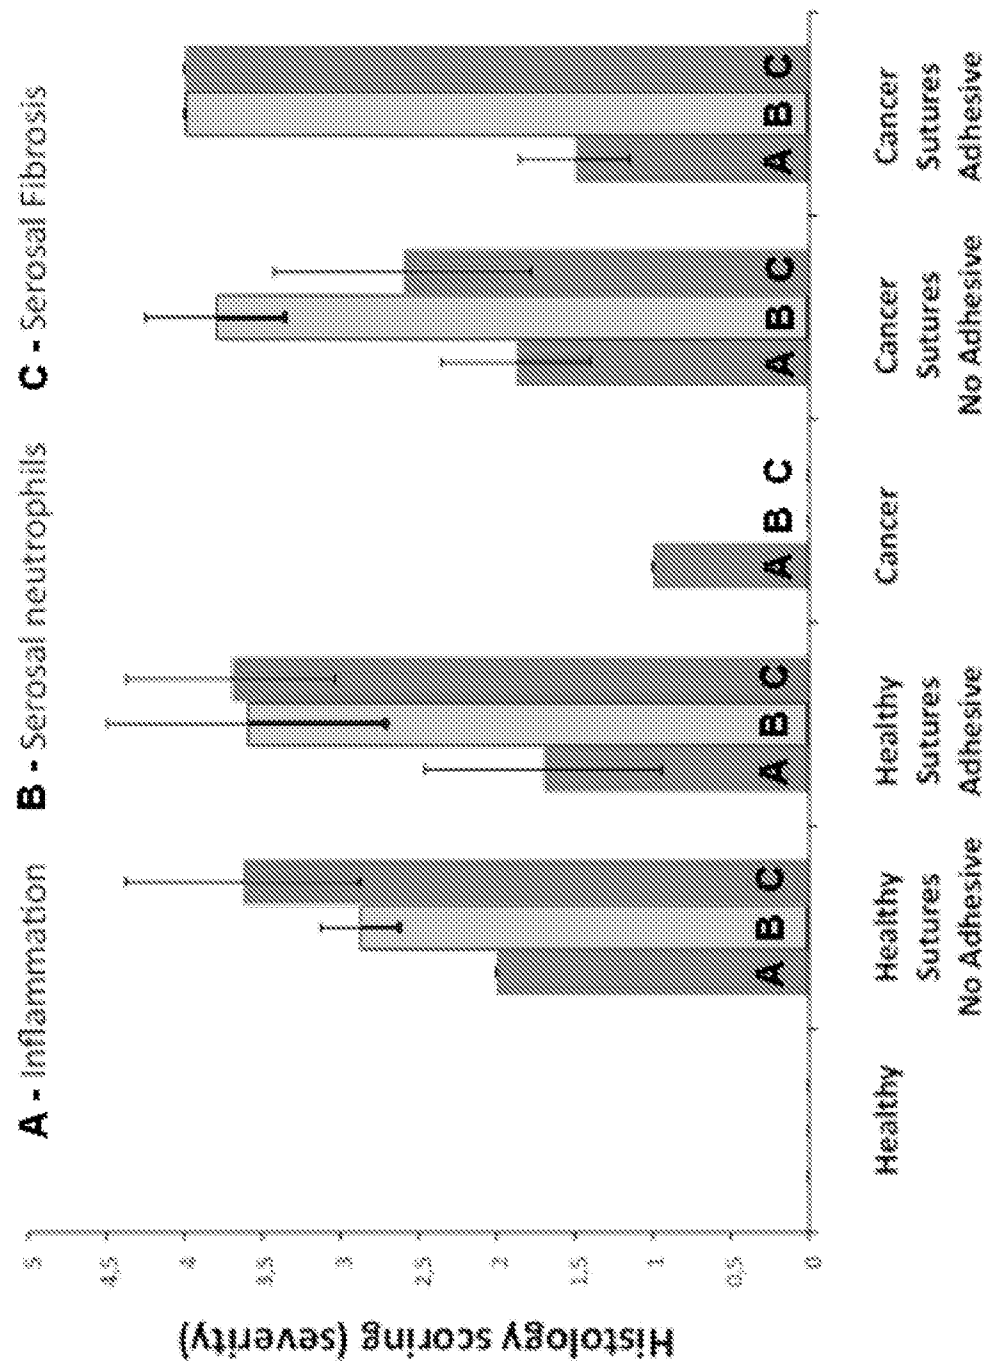 A - Inflammation B - Serosal neutrophils C - Serosal Fibrosis
Histology scoring (severity)
5
4,5
4
3,5
3
2,5
2
1,5
1
0,5
0
A B C
A B C
A B C
A B C
A B C
Healthy
Healthy
Sutures
No Adhesive
Healthy
Sutures
Adhesive
Cancer
Cancer
Sutures
No Adhesive
Cancer
Sutures
Adhesive